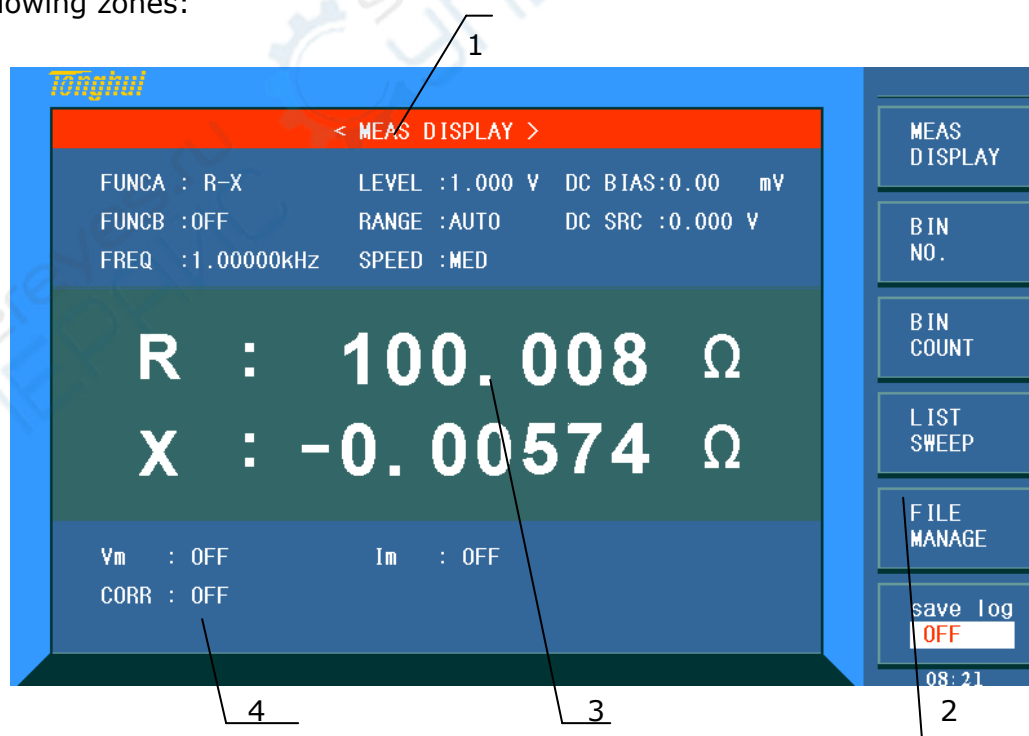 lowing zones:
1
Tonghui
< MEAS DISPLAY >
FUNCA : R-X LEVEL :1.000 V DC BIAS:0.00 mV
FUNCB :OFF RANGE :AUTO DC SRC :0.000 V
FREQ :1.00000kHz SPEED :MED
R : 100.008 Ω
X : -0.00574 Ω
Vm : OFF Im : OFF
CORR : OFF
MEAS
DISPLAY
BIN
NO.
BIN
COUNT
LIST
SWEEP
FILE
MANAGE
save log
OFF
08:21
4 3 2